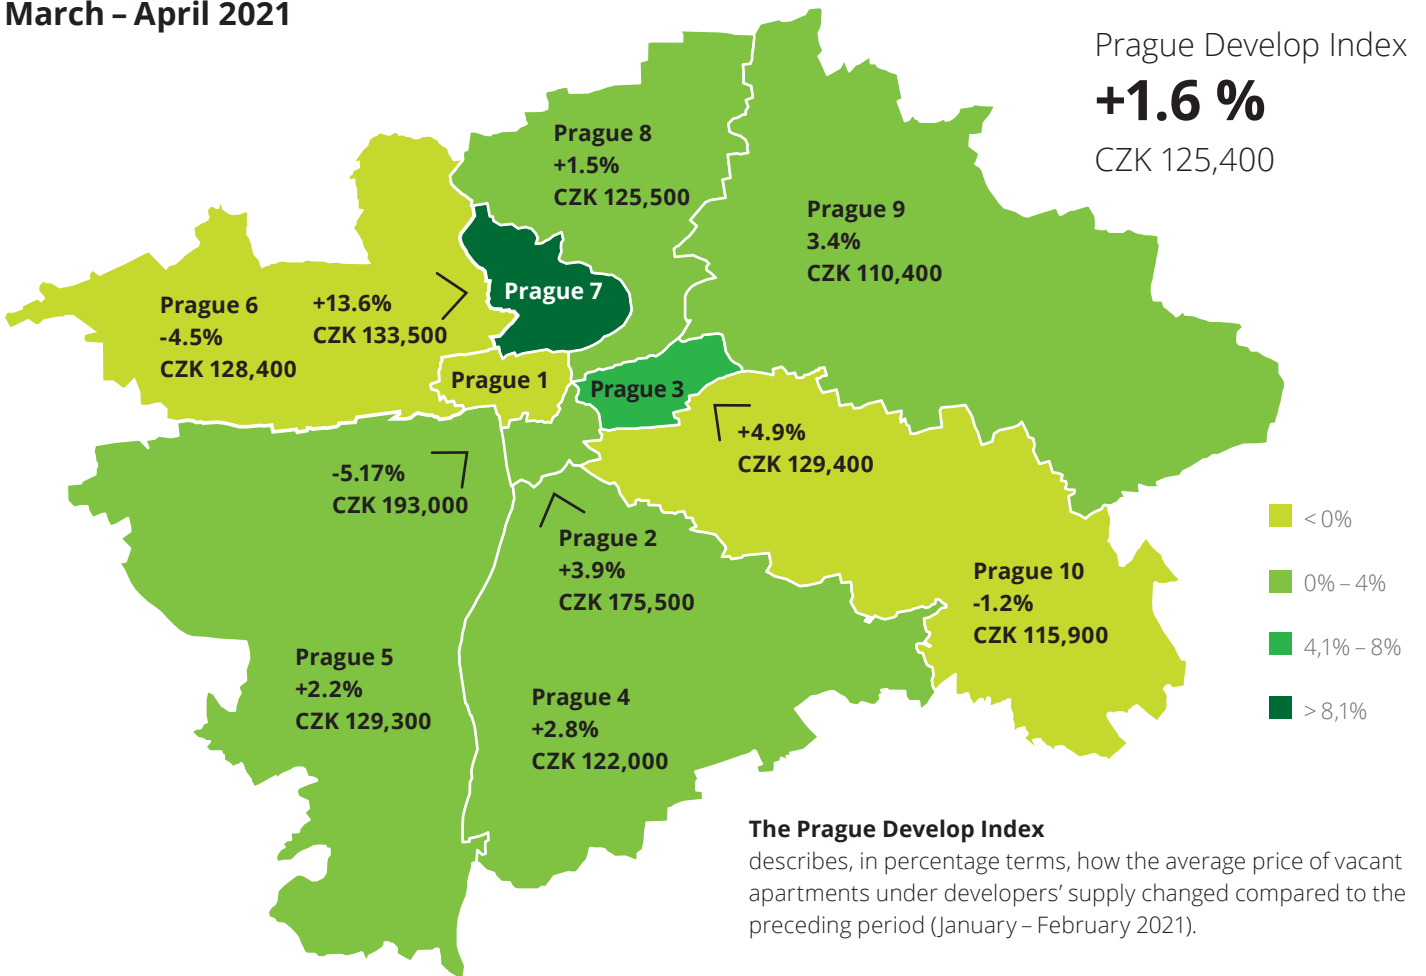 March – April 2021
Prague Develop Index
+1.6 %
CZK 125,400
Prague 8
+1.5%
CZK 125,500
Prague 9
3.4%
CZK 110,400
Prague 7
+13.6%
CZK 133,500
Prague 6
-4.5%
CZK 128,400
Prague 1
-5.17%
CZK 193,000
Prague 3
+4.9%
CZK 129,400
Prague 2
+3.9%
CZK 175,500
Prague 10
-1.2%
CZK 115,900
Prague 5
+2.2%
CZK 129,300
Prague 4
+2.8%
CZK 122,000
< 0%
0% – 4%
4,1% – 8%
> 8,1%
The Prague Develop Index
describes, in percentage terms, how the average price of vacant
apartments under developers’ supply changed compared to the
preceding period (January – February 2021).